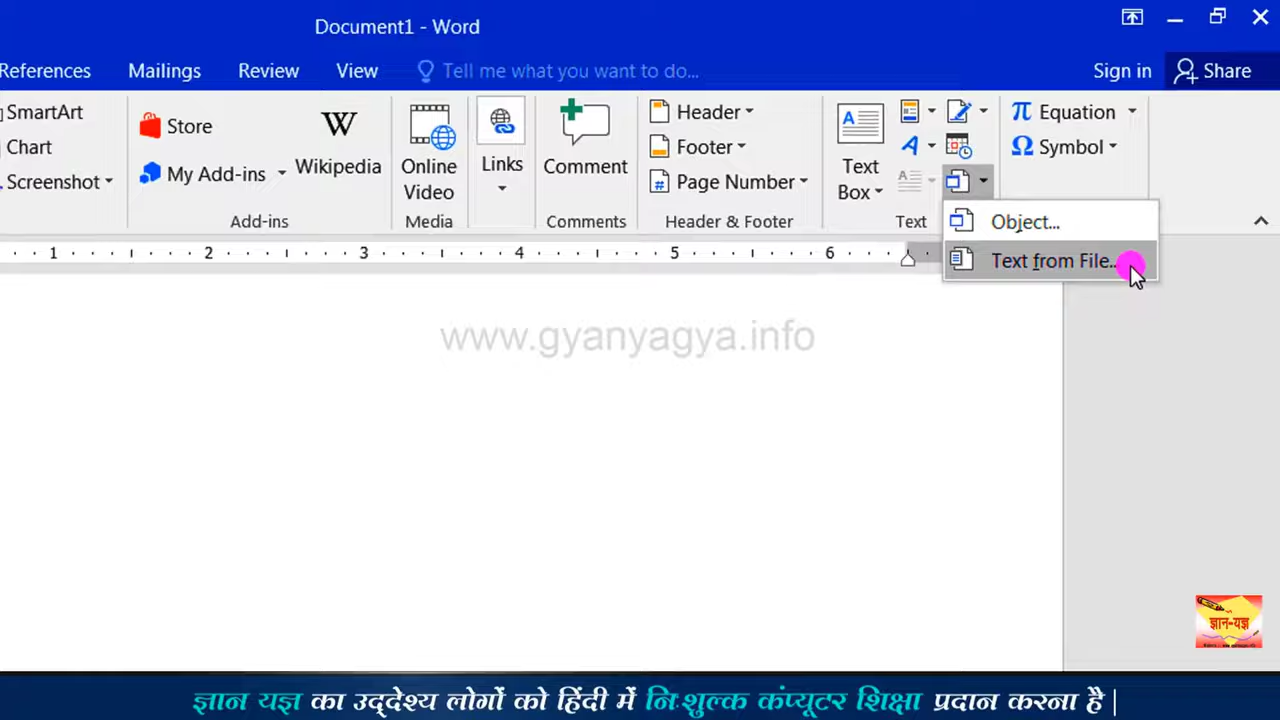 Document1 - Word
References Mailings Review View Tell me what you want to do... Sign in Share
SmartArt
Chart
Screenshot
Store
My Add-ins
Wikipedia
Add-ins
Online
Video
Media
Links
Comment
Comments
Header
Footer
Page Number
Header & Footer
Text
Box
Text
Equation
Symbol
Object...
Text from File...
1 2 3 4 5 6
www.gyanyagya.info
ज्ञान-यज्ञ
ज्ञान यज्ञ का उद्देश्य लोगों को हिंदी में निःशुल्क कंप्यूटर शिक्षा प्रदान करना है |